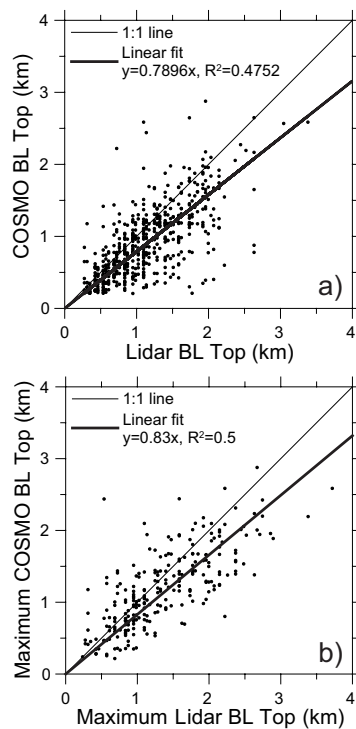 1:1 line
Linear fit
y=0.7896x, R²=0.4752
COSMO BL Top (km)
4
3
2
1
0
0 1 2 3 4
a)
Lidar BL Top (km)
1:1 line
Linear fit
y=0.83x, R²=0.5
Maximum COSMO BL Top (km)
4
3
2
1
0
0 1 2 3 4
b)
Maximum Lidar BL Top (km)